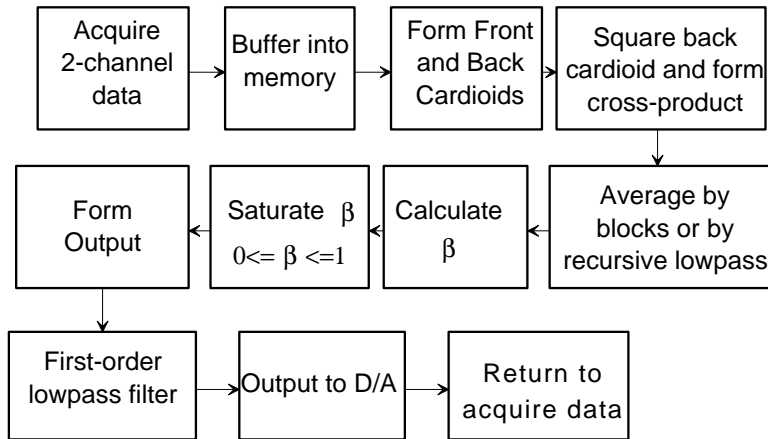 Acquire
2-channel
data
Buffer into
memory
Form Front
and Back
Cardioids
Square back
cardioid and form
cross-product
Form
Output
Saturate β
0<= β <=1
Calculate
β
Average by
blocks or by
recursive lowpass
First-order
lowpass filter
Output to D/A
Return to
acquire data